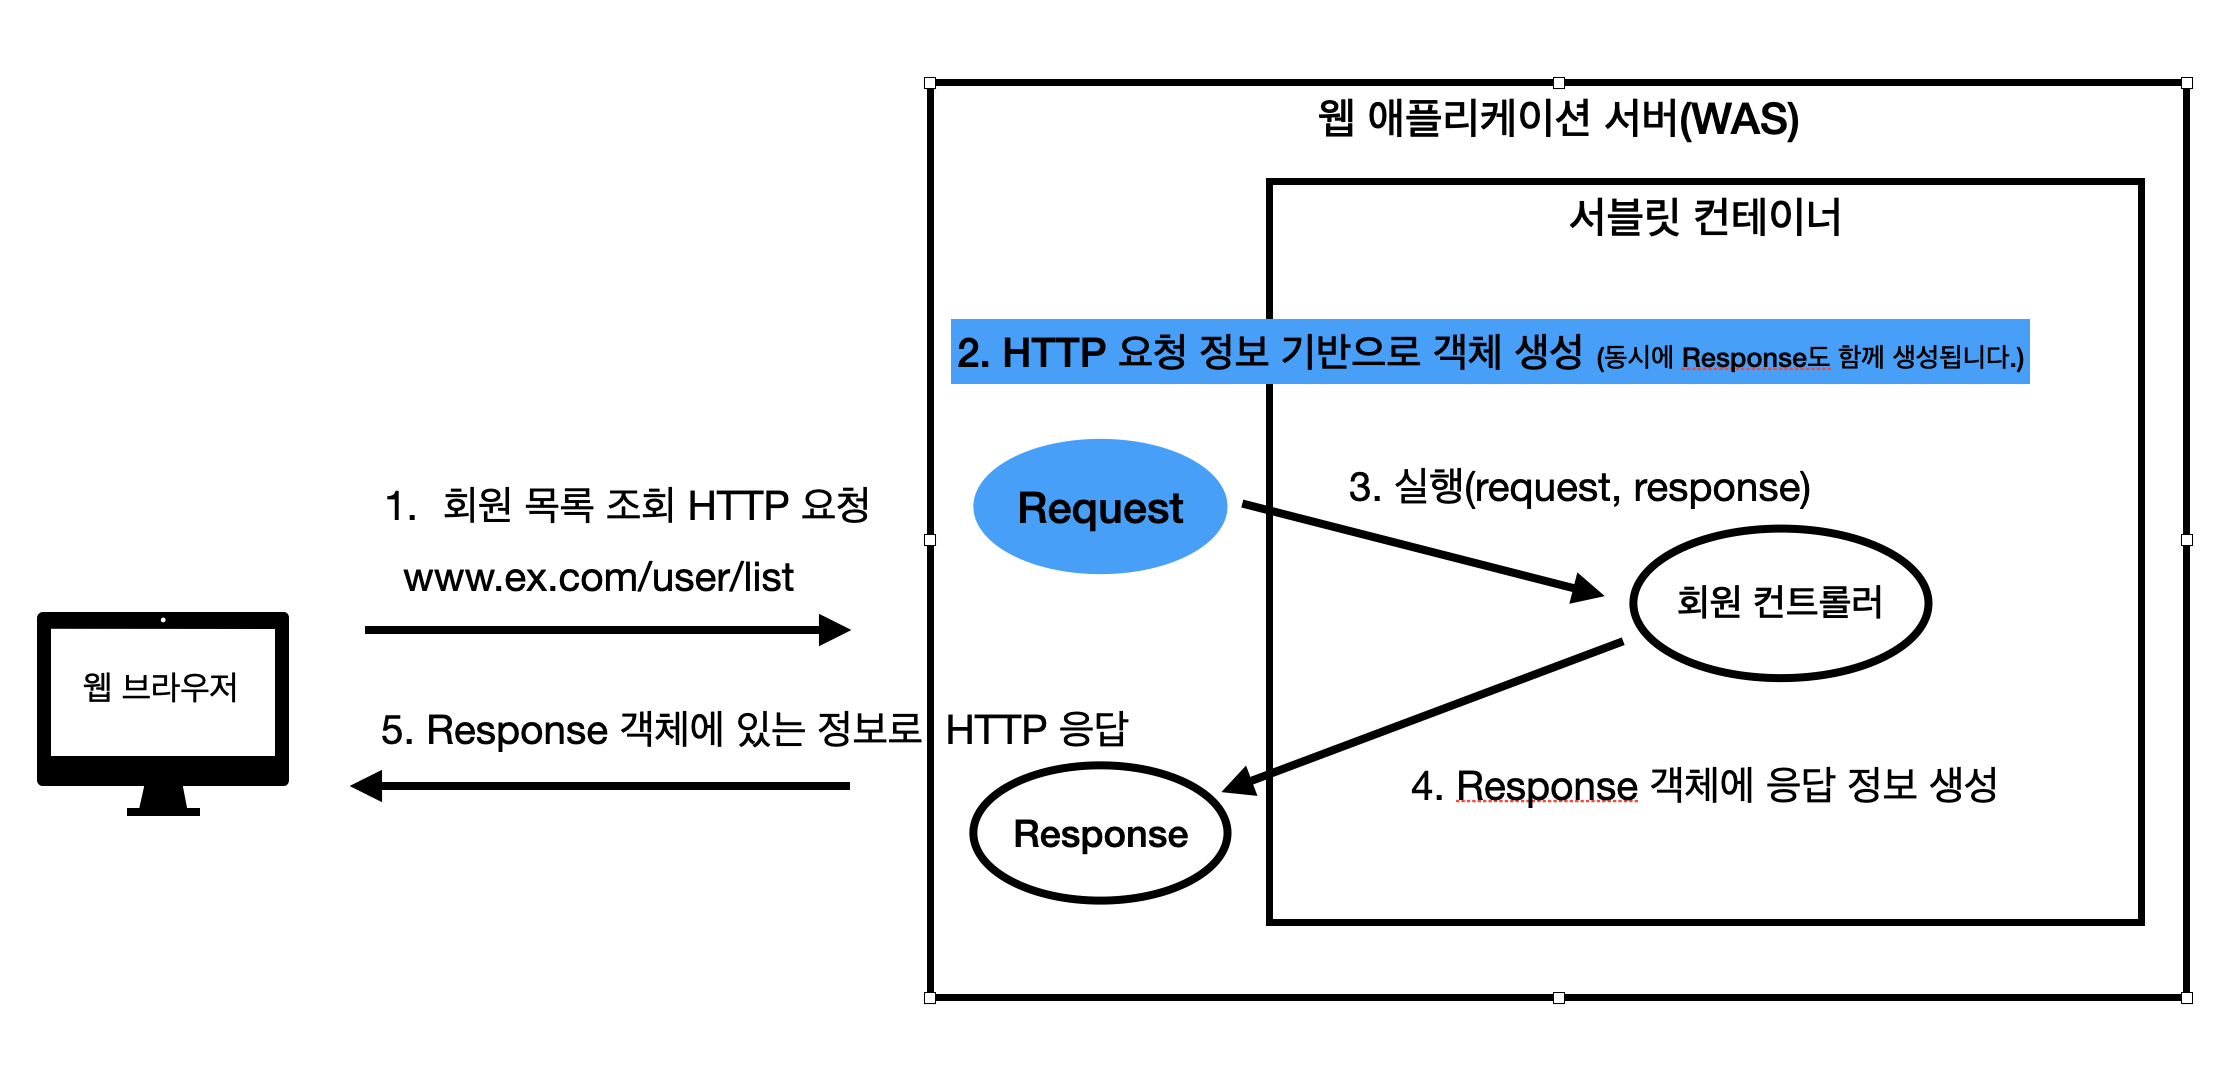 웹 애플리케이션 서버(WAS)
서블릿 컨테이너
2. HTTP 요청 정보 기반으로 객체 생성 (동시에 Response도 함께 생성됩니다.)
Request
3. 실행(request, response)
1. 회원 목록 조회 HTTP 요청
www.ex.com/user/list
회원 컨트롤러
웹 브라우저
5. Response 객체에 있는 정보로 HTTP 응답
4. Response 객체에 응답 정보 생성
Response